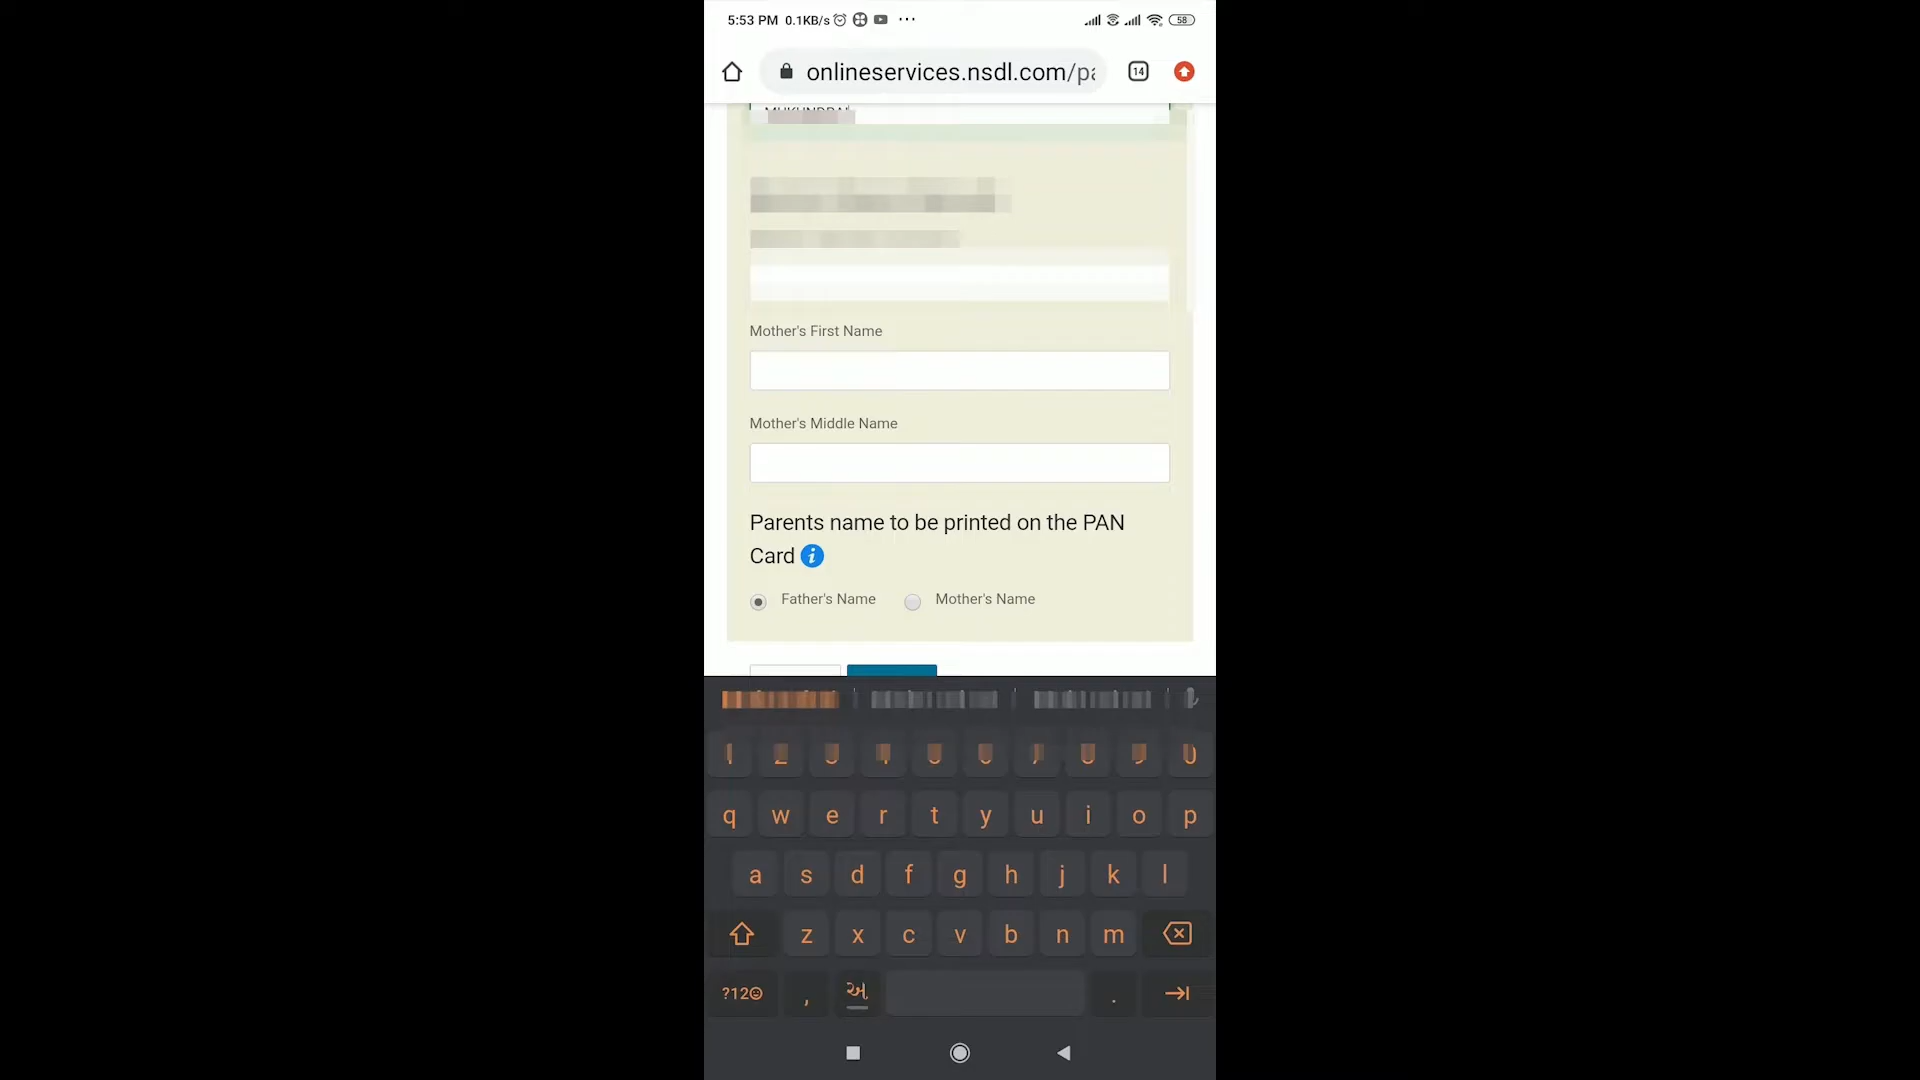 5:53 PM 0.1KB/s ... 58
onlineservices.nsdl.com/pa 14
Mother's First Name
Mother's Middle Name
Parents name to be printed on the PAN
Card i
Father's Name Mother's Name
q w e r t y u i o p
a s d f g h j k l
z x c v b n m
?12☺ , અ .